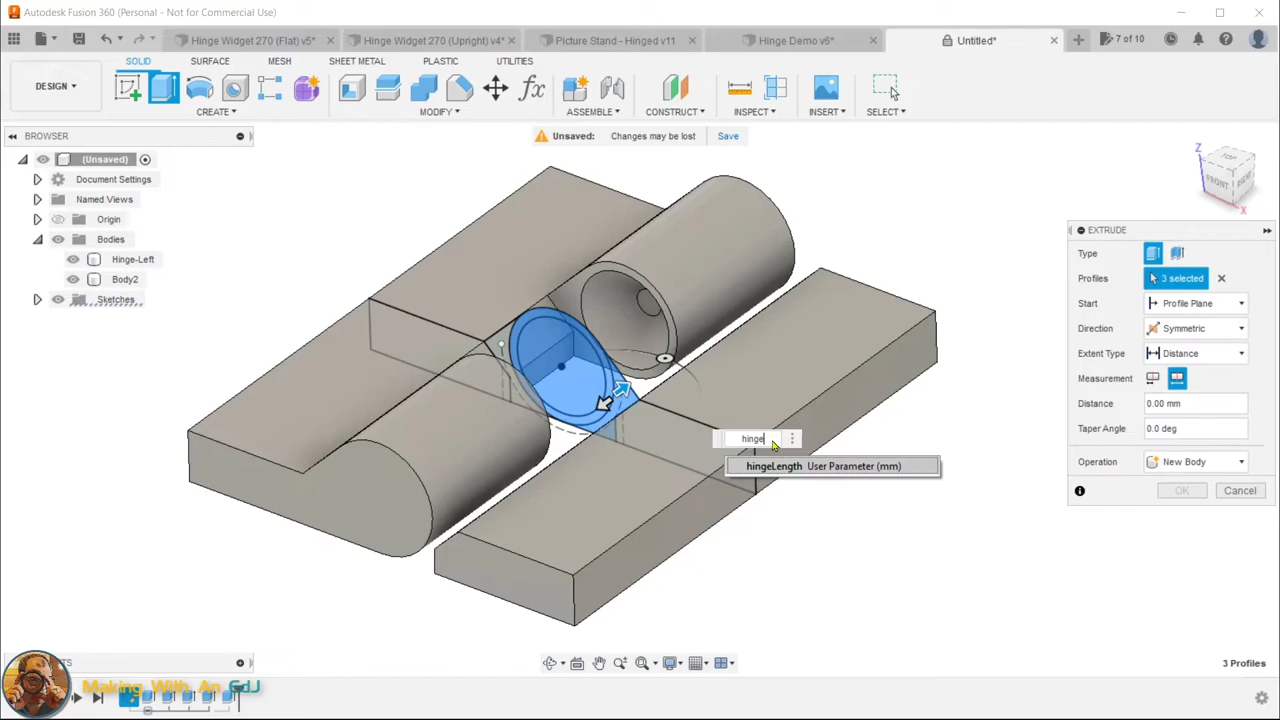 Autodesk Fusion 360 (Personal - Not for Commercial Use)
Hinge Widget 270 (Flat) v5*
Hinge Widget 270 (Upright) v4*
Picture Stand - Hinged v11
Hinge Demo v6*
Untitled*
7 of 10
DESIGN
SOLID
SURFACE
MESH
SHEET METAL
PLASTIC
UTILITIES
CREATE
MODIFY
ASSEMBLE
CONSTRUCT
INSPECT
INSERT
SELECT
BROWSER
Unsaved: Changes may be lost Save
(Unsaved)
Document Settings
Named Views
Origin
Bodies
Hinge-Left
Body2
Sketches
TOP
FRONT
RIGHT
Z
X
EXTRUDE
Type
Profiles 3 selected
Start Profile Plane
Direction Symmetric
Extent Type Distance
Measurement
Distance 0.00 mm
Taper Angle 0.0 deg
Operation New Body
OK Cancel
hinge
hingeLength User Parameter (mm)
3 Profiles
Making With An EdJ